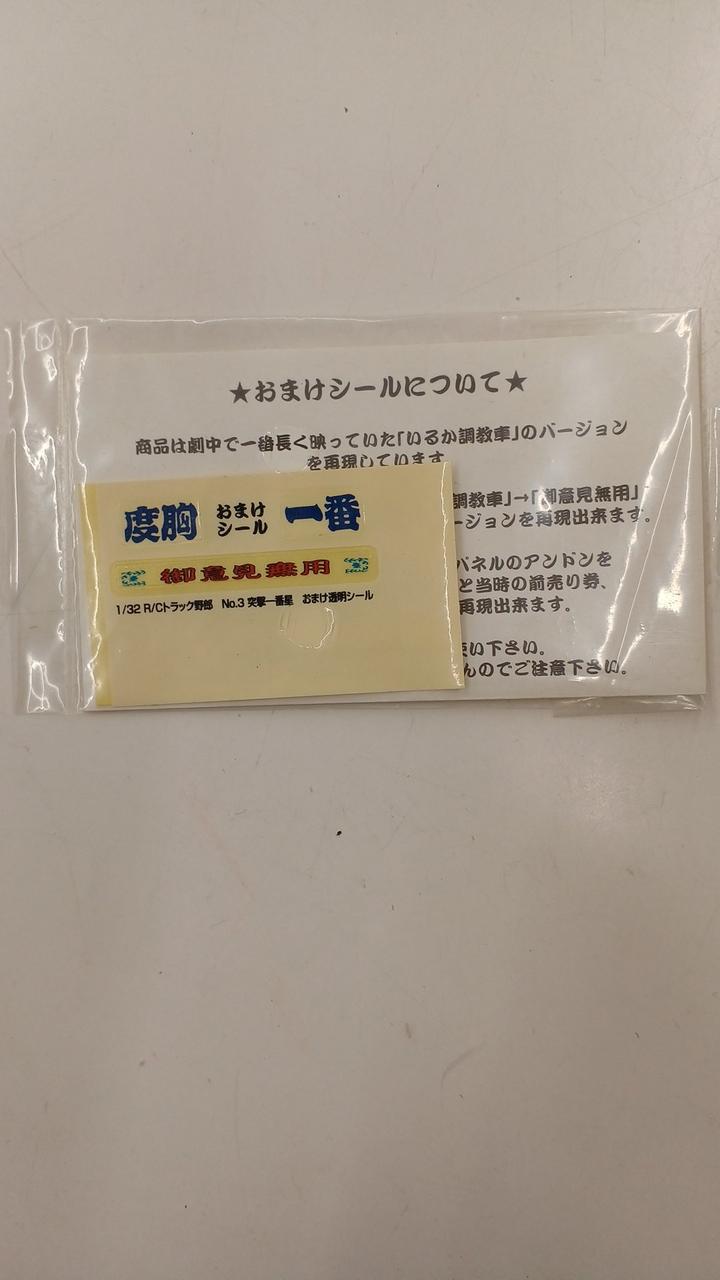 ★おまけシールについて★
商品は劇中で一番長く映っていた｢いるか調教車｣のバージョン
を再現しています
調教車｣→｢御意見無用｣
ージョンを再現出来ます。
パネルのアンドンを
と当時の前売り券、
再現出来ます。
い下さい。
んのでご注意下さい。
度胸 おまけシール 一番
御意見無用
1/32 R/Cトラック野郎 No.3 突撃一番星 おまけ透明シール